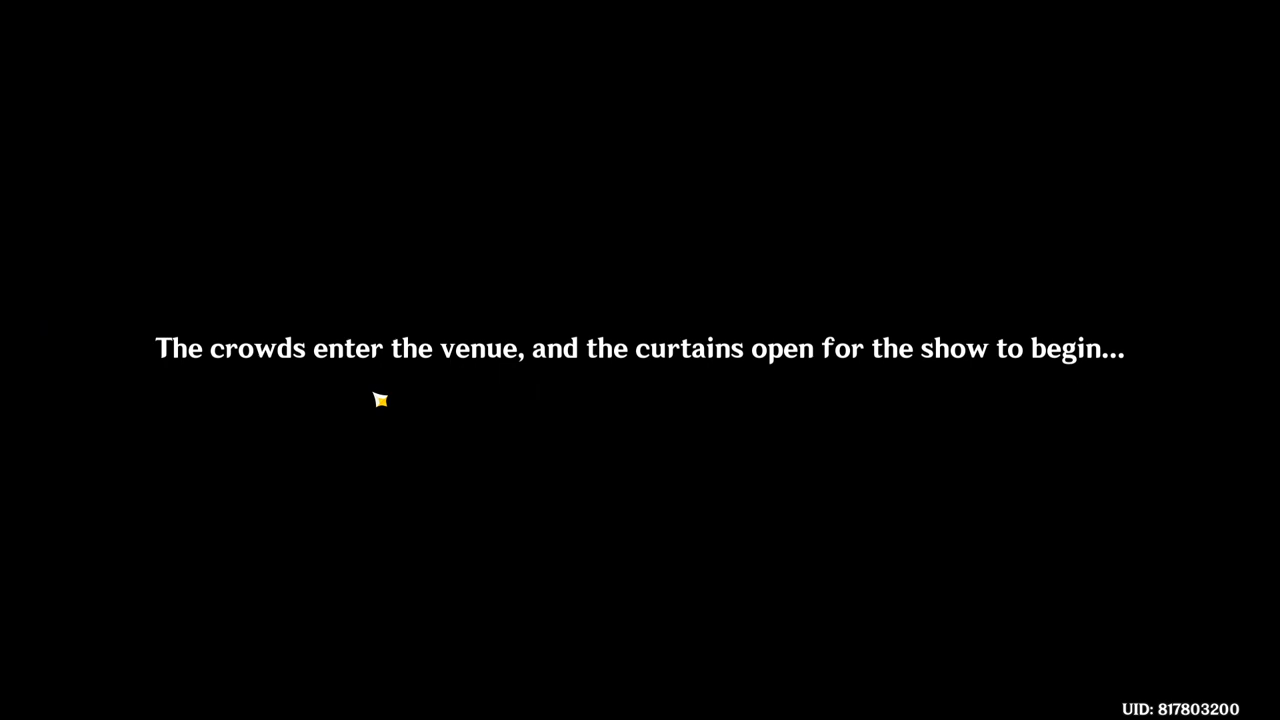 The crowds enter the venue, and the curtains open for the show to begin...
UID: 817803200